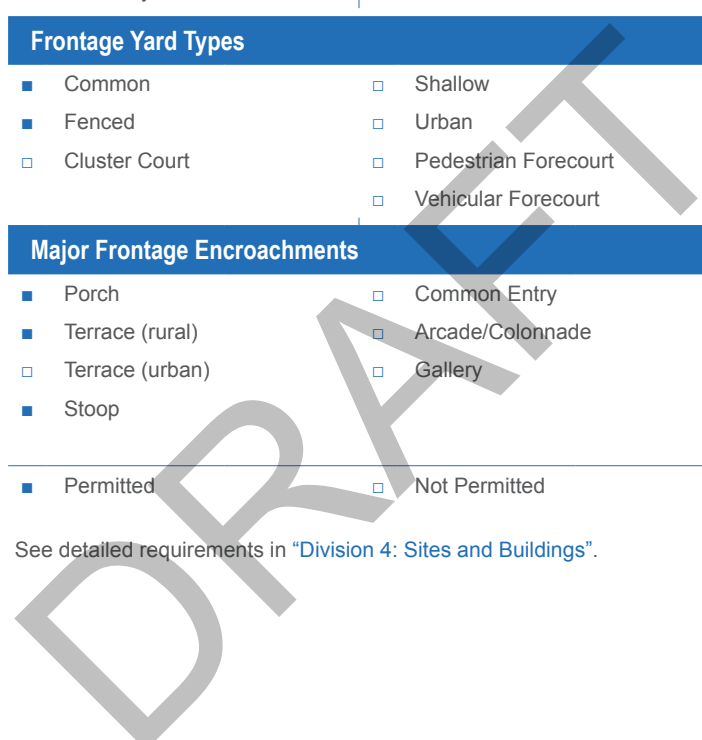 Frontage Yard Types
■ Common □ Shallow
■ Fenced □ Urban
□ Cluster Court □ Pedestrian Forecourt
□ Vehicular Forecourt
Major Frontage Encroachments
■ Porch □ Common Entry
■ Terrace (rural) □ Arcade/Colonnade
□ Terrace (urban) □ Gallery
■ Stoop
■ Permitted □ Not Permitted
See detailed requirements in “Division 4: Sites and Buildings”.
DRAFT